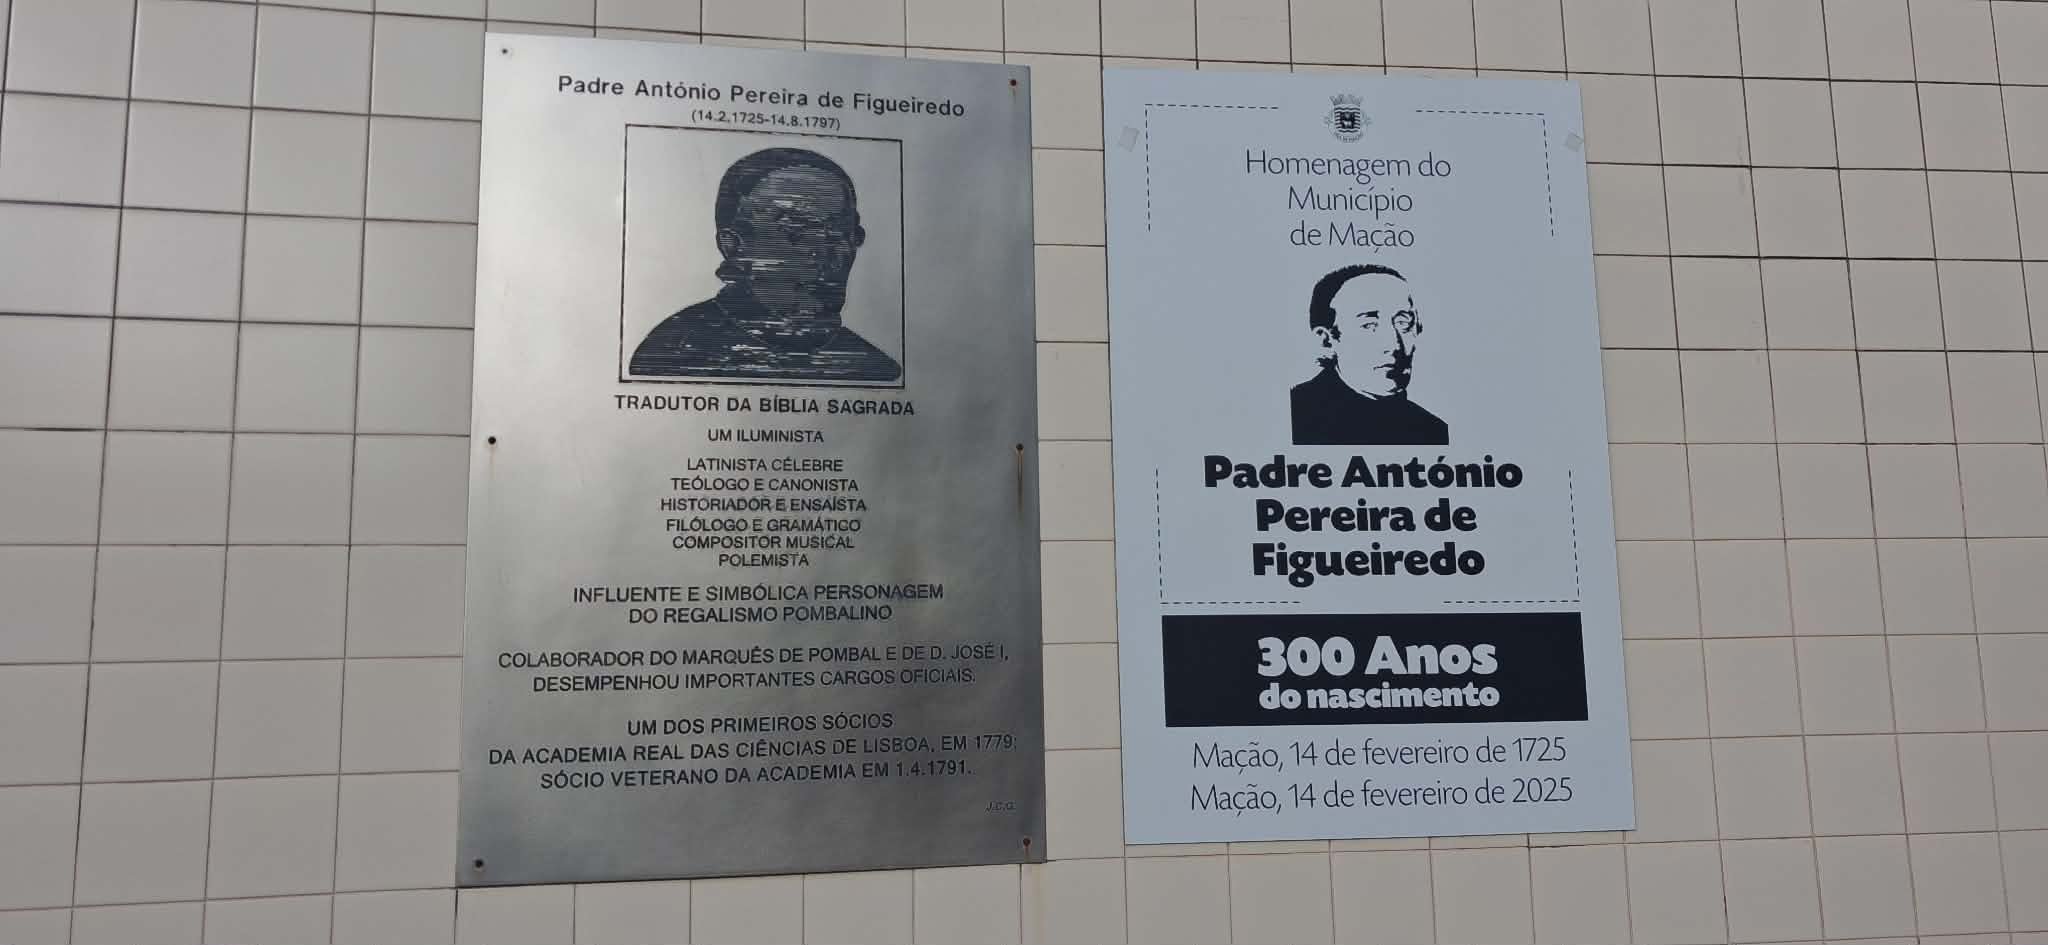 Padre António Pereira de Figueiredo
(14.2.1725-14.8.1797)
TRADUTOR DA BÍBLIA SAGRADA
UM ILUMINISTA
LATINISTA CÉLEBRE
TEÓLOGO E CANONISTA
HISTORIADOR E ENSAÍSTA
FILÓLOGO E GRAMÁTICO
COMPOSITOR MUSICAL
POLEMISTA
INFLUENTE E SIMBÓLICA PERSONAGEM
DO REGALISMO POMBALINO
COLABORADOR DO MARQUÊS DE POMBAL E DE D. JOSÉ I,
DESEMPENHOU IMPORTANTES CARGOS OFICIAIS.
UM DOS PRIMEIROS SÓCIOS
DA ACADEMIA REAL DAS CIÊNCIAS DE LISBOA, EM 1779;
SÓCIO VETERANO DA ACADEMIA EM 1.4.1791.
Homenagem do
Município
de Mação
Padre António
Pereira de
Figueiredo
300 Anos
do nascimento
Mação, 14 de fevereiro de 1725
Mação, 14 de fevereiro de 2025